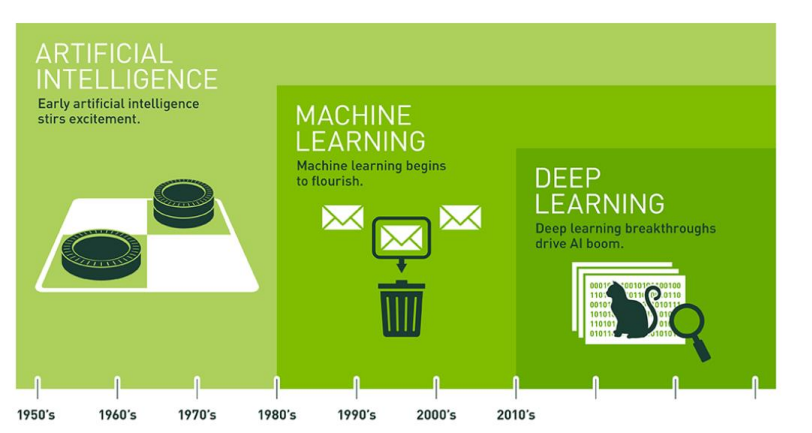 ARTIFICIAL
INTELLIGENCE
Early artificial intelligence
stirs excitement.
MACHINE
LEARNING
Machine learning begins
to flourish.
DEEP
LEARNING
Deep learning breakthroughs
drive AI boom.
1950's
1960's
1970's
1980's
1990's
2000's
2010's